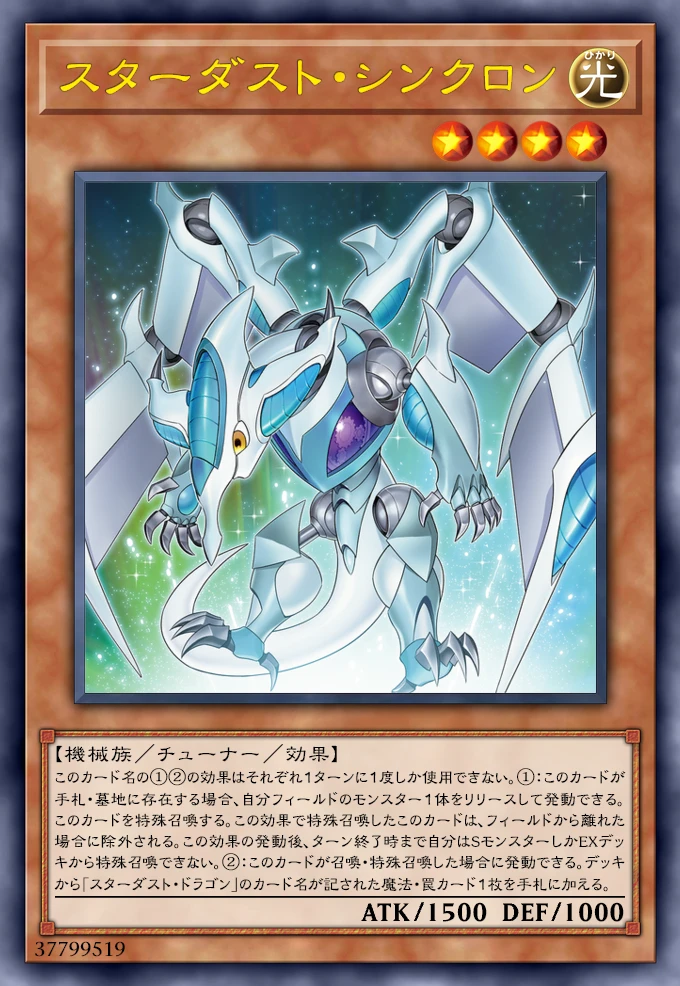 スターダスト・シンクロン
ひかり
光
【機械族／チューナー／効果】
このカード名の①②の効果はそれぞれ1ターンに1度しか使用できない。①：このカードが
手札・墓地に存在する場合、自分フィールドのモンスター1体をリリースして発動できる。
このカードを特殊召喚する。この効果で特殊召喚したこのカードは、フィールドから離れた
場合に除外される。この効果の発動後、ターン終了時まで自分はSモンスターしかEXデッ
キから特殊召喚できない。②：このカードが召喚・特殊召喚した場合に発動できる。デッキ
から「スターダスト・ドラゴン」のカード名が記された魔法・罠カード1枚を手札に加える。
ATK/1500 DEF/1000
37799519